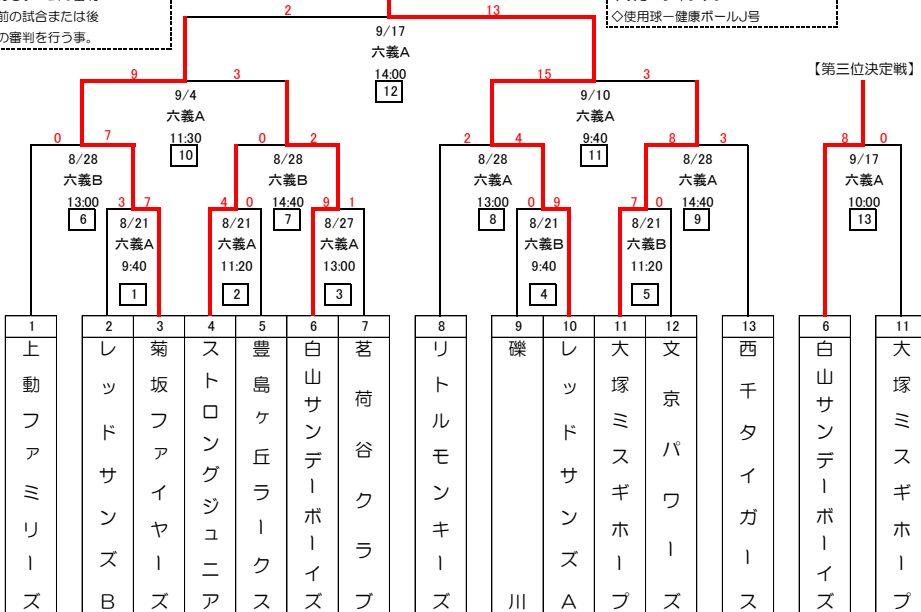 前の試合または後
の審判を行う事。
◇使用球ー健康ボールJ号
2 13
9/17
六義A
14:00
12
【第三位決定戦】
9 3
9/4
六義A
11:30
10
15 3
9/10
六義A
9:40
11
0 7
8/28
六義B
13:00
6
0 2
8/28
六義B
14:40
7
2 4
8/28
六義A
13:00
8
8 3
8/28
六義A
14:40
9
8 0
9/17
六義A
10:00
13
3 7
8/21
六義A
9:40
1
4 0
8/21
六義A
11:20
2
9 1
8/27
六義A
13:00
3
0 9
8/21
六義B
9:40
4
7 0
8/21
六義B
11:20
5
1
上動ファミリーズ
2
レッドサンズB
3
菊坂ファイヤーズ
4
ストロングジュニア
5
豊島ヶ丘ラークス
6
白山サンデーボーイズ
7
茗荷谷クラブ
8
リトルモンキーズ
9
礫川
10
レッドサンズA
11
大塚ミスギホープ
12
文京パワーズ
13
西千タイガース
6
白山サンデーボーイズ
11
大塚ミスギホープ